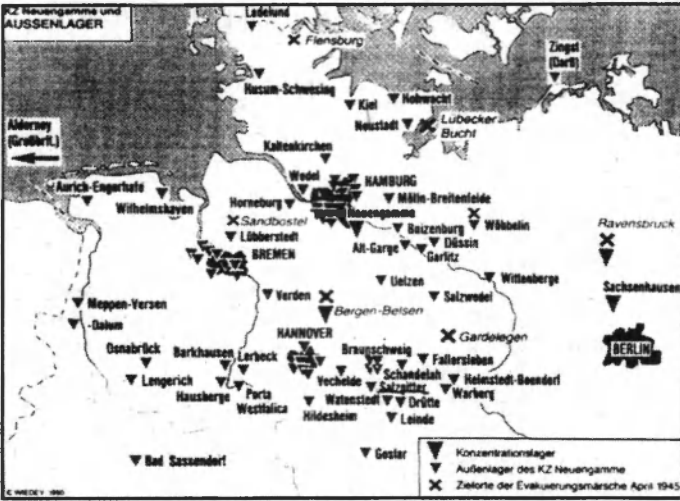 KZ Neuengamme und
AUSSENLAGER
Ladelund
Flensburg
Zingst
(Darß)
Husum-Schwesing
Kiel
Hohwacht
Neustadt
Lübecker
Bucht
Alderney
(Großbrit.)
Kaltenkirchen
Wedel
HAMBURG
Aurich-Engerhafe
Wilhelmshaven
Horneburg
Mölln-Breitenfelde
Neuengamme
Sandbostel
Boizenburg
Wöbbelin
Ravensbruck
Lübberstedt
Alt-Garge
Düssin
Garlitz
BREMEN
Uelzen
Wittenberge
Sachsenhausen
Meppen-Versen
Verden
Salzwedel
-Dalum
Bergen-Belsen
HANNOVER
Gardelegen
BERLIN
Osnabrück
Barkhausen
Lerbeck
Braunschweig
Fallersleben
Lengerich
Vechelde
Schandelah
Helmstedt-Beendorf
Hausberge
Porta
Westfalica
Salzgitter
Warberg
Watenstedt
Drütte
Hildesheim
Leinde
Bad Sassendorf
Goslar
Konzentrationslager
Außenlager des KZ Neuengamme
Zielorte der Evakuierungsmärsche April 1945
© WIEDEY 1990